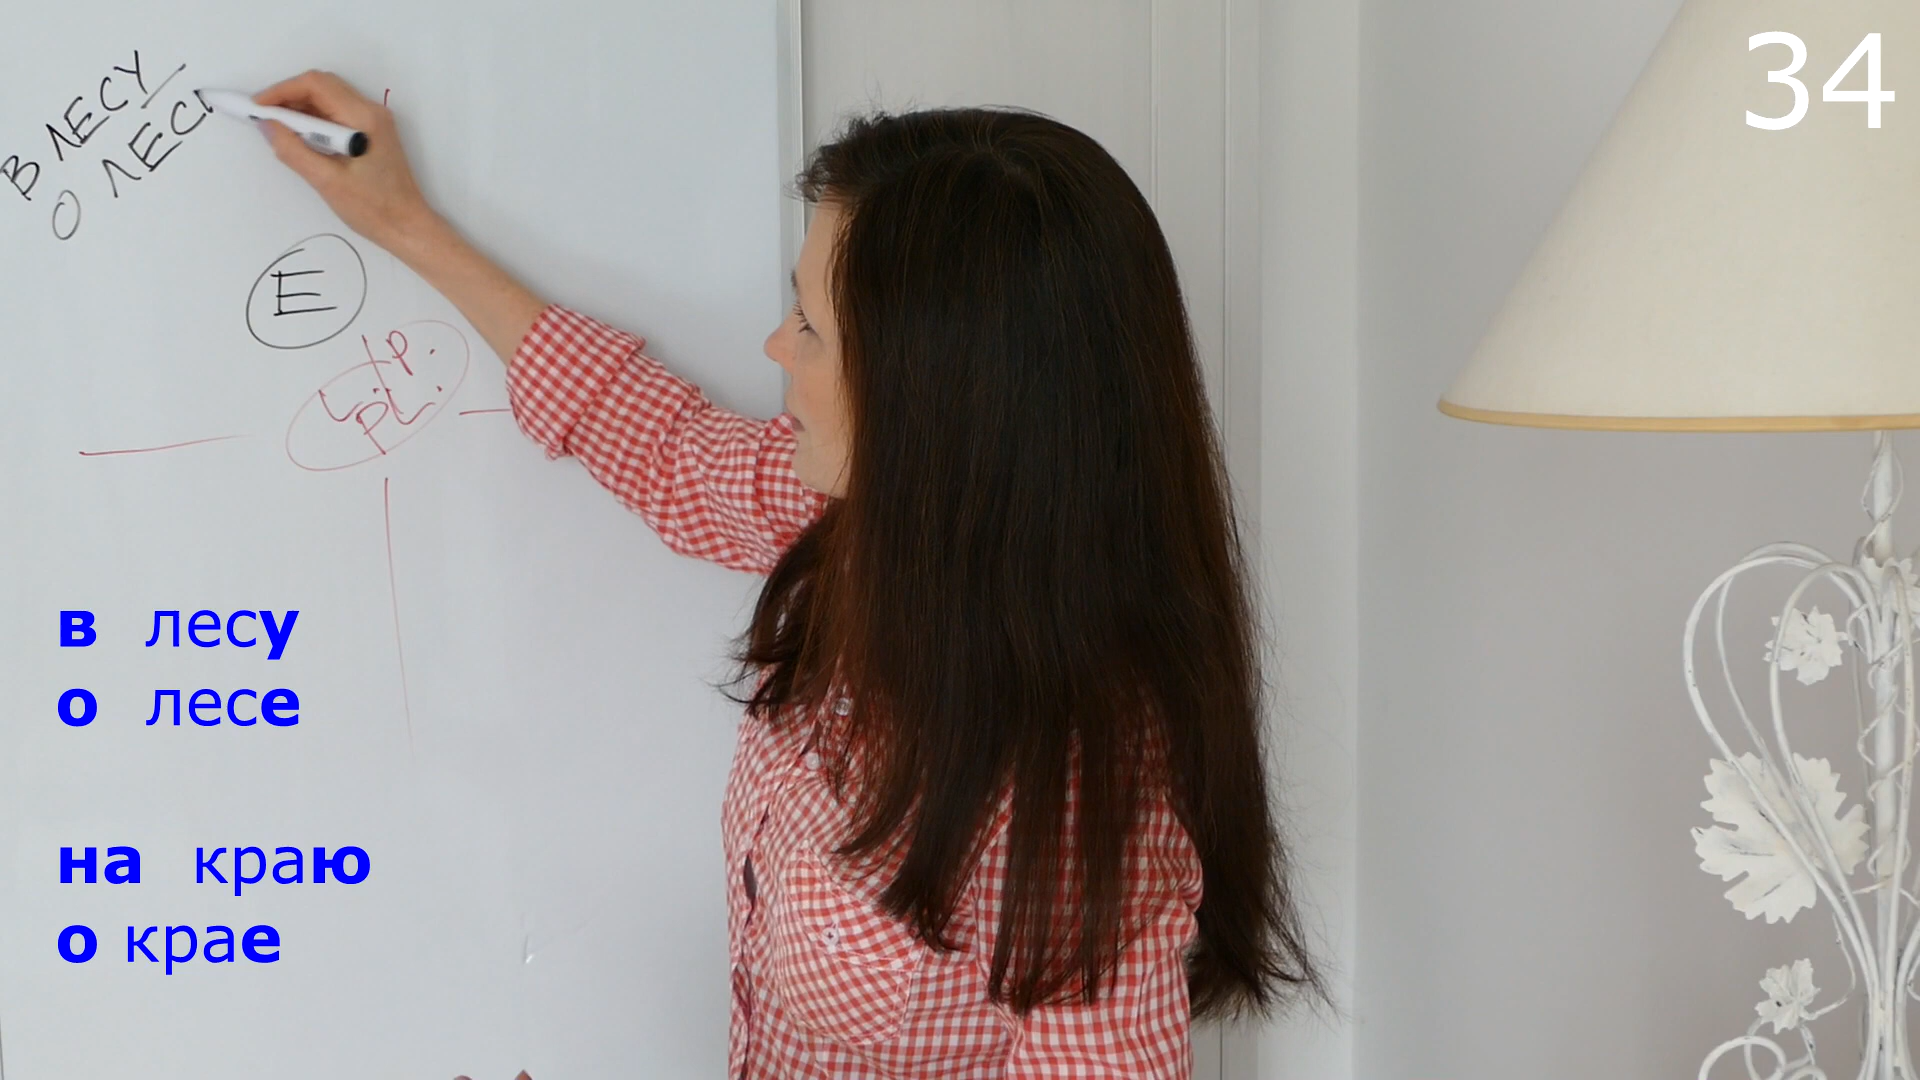 34
В ЛЕСУ
О ЛЕС
Е
в лесу
о лесе
на краю
о крае